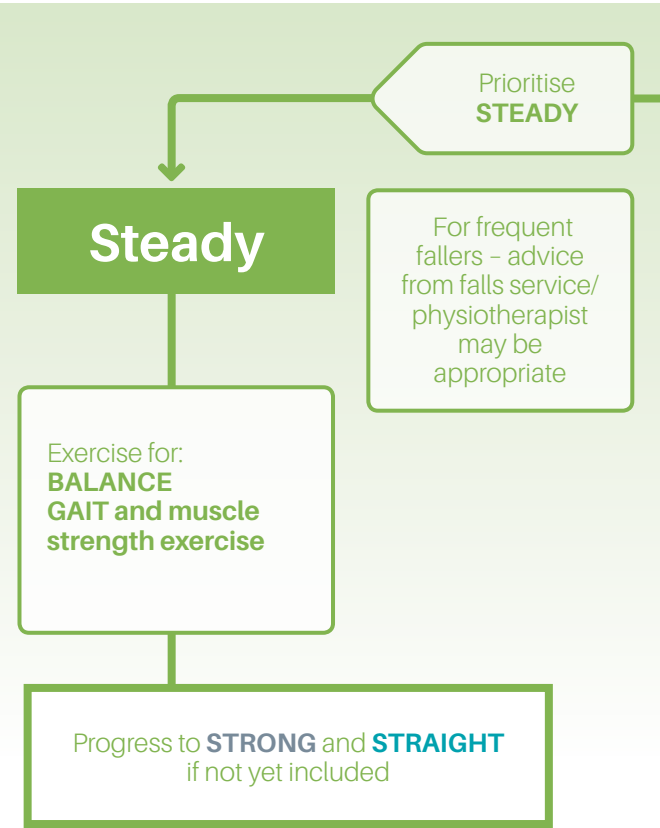 Prioritise
STEADY
Steady
For frequent
fallers – advice
from falls service/
physiotherapist
may be
appropriate
Exercise for:
BALANCE
GAIT and muscle
strength exercise
Progress to STRONG and STRAIGHT
if not yet included